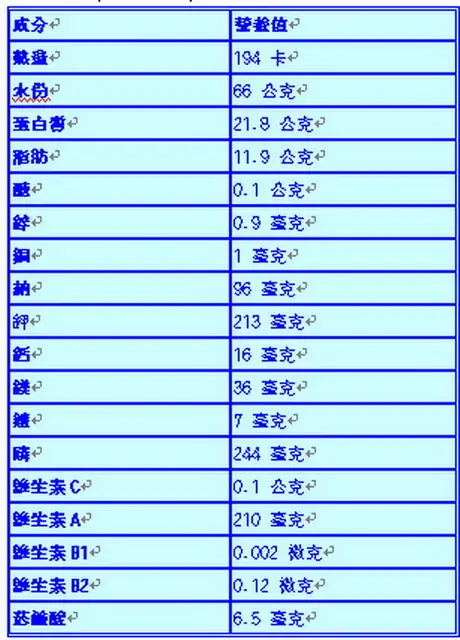 成分 營養值
熱量 194 卡
水份 66 公克
蛋白質 21.8 公克
脂肪 11.9 公克
醣 0.1 公克
鋅 0.9 毫克
銅 1 毫克
鈉 96 毫克
鉀 213 毫克
鈣 16 毫克
鎂 36 毫克
鐵 7 毫克
磷 244 毫克
維生素 C 0.1 公克
維生素 A 210 毫克
維生素 B1 0.002 微克
維生素 B2 0.12 微克
菸鹼酸 6.5 毫克